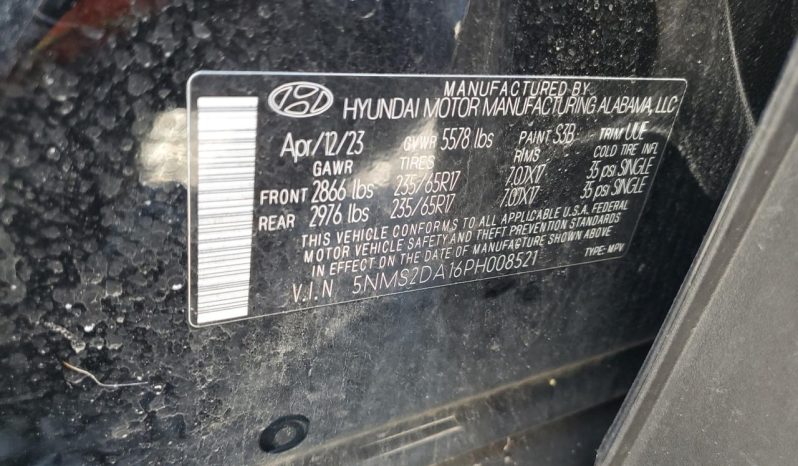 MANUFACTURED BY
HYUNDAI MOTOR MANUFACTURING ALABAMA, LLC
Apr/12/23 GVWR 5578 lbs PAINT S3B TRIM UUE
GAWR TIRES RIMS COLD TIRE INFL
FRONT 2866 lbs 235/65R17 7.0JX17 35 psi SINGLE
REAR 2976 lbs 235/65R17 7.0JX17 35 psi SINGLE
THIS VEHICLE CONFORMS TO ALL APPLICABLE U.S.A. FEDERAL
MOTOR VEHICLE SAFETY AND THEFT PREVENTION STANDARDS
IN EFFECT ON THE DATE OF MANUFACTURE SHOWN ABOVE
V.I.N 5NMS2DA16PH008521 TYPE: MPV